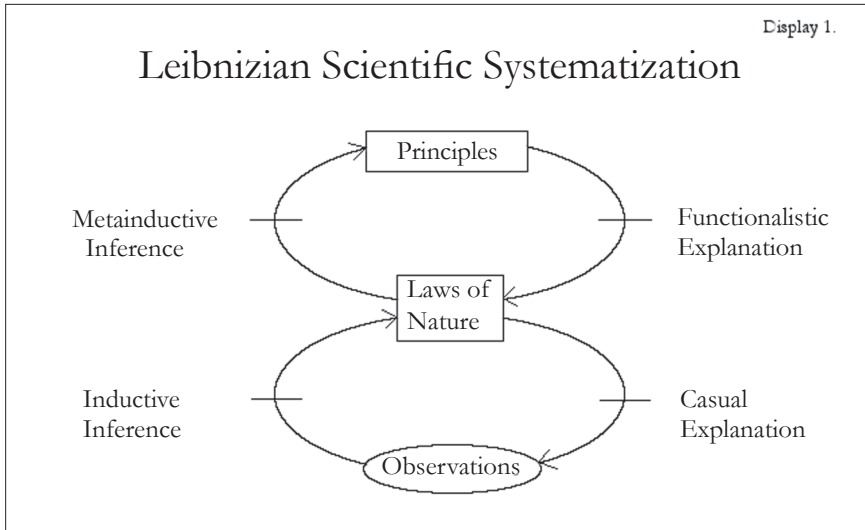 Display 1.
Leibnizian Scientific Systematization
Principles
Metainductive
Inference
Functionalistic
Explanation
Laws of
Nature
Inductive
Inference
Casual
Explanation
Observations